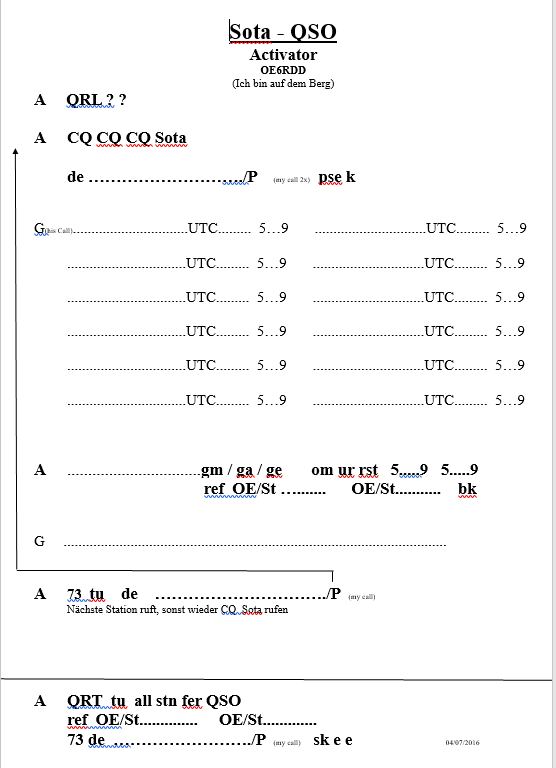 Sota - QSO
Activator
OE6RDD
(Ich bin auf dem Berg)
A QRL ? ?
A CQ CQ CQ Sota
de ............................../P (my call 2x) pse k
G(his Call)..............................UTC......... 5…9 ..............................UTC......... 5…9
..............................UTC......... 5…9 ..............................UTC......... 5…9
..............................UTC......... 5…9 ..............................UTC......... 5…9
..............................UTC......... 5…9 ..............................UTC......... 5…9
..............................UTC......... 5…9 ..............................UTC......... 5…9
..............................UTC......... 5…9 ..............................UTC......... 5…9
A ...................................gm / ga / ge om ur rst 5.....9 5.....9
ref OE/St …....... OE/St........... bk
G ....................................................................................................
A 73 tu de ................................/P (my call)
Nächste Station ruft, sonst wieder CQ Sota rufen
A QRT tu all stn fer QSO
ref OE/St.............. OE/St.............
73 de ............................/P (my call) sk e e 04/07/2016